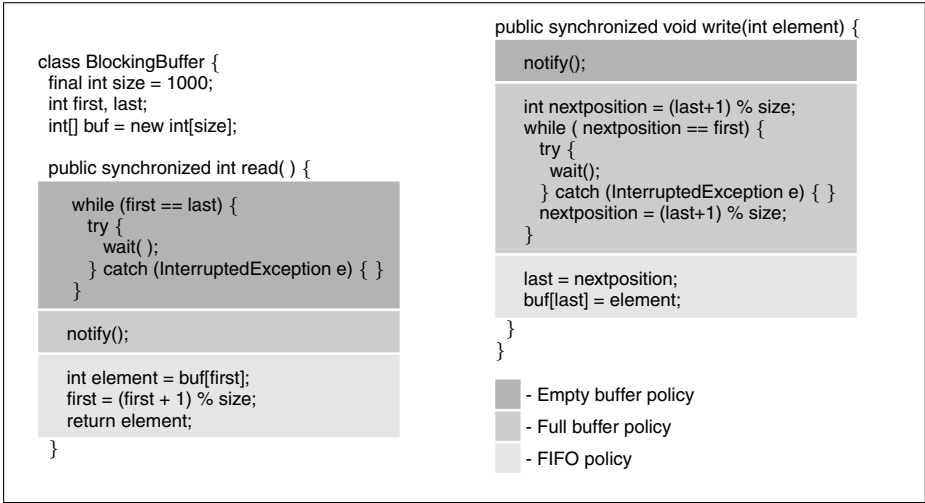 class BlockingBuffer {
final int size = 1000;
int first, last;
int[] buf = new int[size];
public synchronized int read( ) {
while (first == last) {
try {
wait( );
} catch (InterruptedException e) { }
}
notify();
int element = buf[first];
first = (first + 1) % size;
return element;
}
public synchronized void write(int element) {
notify();
int nextposition = (last+1) % size;
while ( nextposition == first) {
try {
wait();
} catch (InterruptedException e) { }
nextposition = (last+1) % size;
}
last = nextposition;
buf[last] = element;
}
}
- Empty buffer policy
- Full buffer policy
- FIFO policy